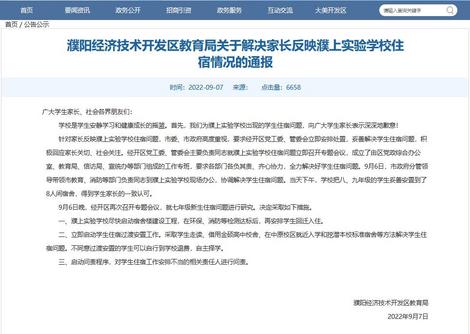 首页 要闻资讯 政务公开 招商引资 政务服务 互动交流 大美开发区 请输入查询关键字
首页 / 公告公示
濮阳经济技术开发区教育局关于解决家长反映濮上实验学校住
宿情况的通报
时间：2022-09-07 来源： 点击量：6658
广大学生家长、社会各界朋友们：
学校是学生安静学习和健康成长的摇篮。首先，我们为濮上实验学校出现的学生住宿问题，向广大学生家长表示深深地歉意！
针对家长反映濮上实验学校住宿问题，市委、市政府高度重视，要求经开区党工委、管委会立即安排处置，妥善解决学生住宿问题，积
极回应家长关切、社会关注。经开区党工委、管委会主要负责同志就濮上实验学校住宿问题立即召开专题会议，成立了由区党政综合办公
室、教育局、信访局、宣统办等部门组成的工作专班，要求各部门各负其责、齐心协力，全力解决好学生住宿问题。9月6日，市政府分管领
导带领市教育、消防等部门负责同志到濮上实验学校现场办公、协调解决学生住宿问题。当天下午，学校把八、九年级的学生妥善安置到了
8人间宿舍，得到学生家长的一致认可。
9月6日晚，经开区再次召开专题会议，就七年级新生住宿问题进行研究。决定采取如下措施。
一、濮上实验学校尽快启动宿舍楼建设工程，在环保、消防等检测达标后，再安排学生回迁入住。
二、立即启动学生住宿过渡安置工作。采取学生走读、借用金硕高中校舍、在中原校区就近入学和挖潜本校标准宿舍等方法解决学生住
宿问题。不同意过渡安置的学生可以自行到学校退费，自主择学。
三、启动问责程序，对学生住宿工作安排不当的相关责任人进行问责。
濮阳经济技术开发区教育局
2022年9月7日